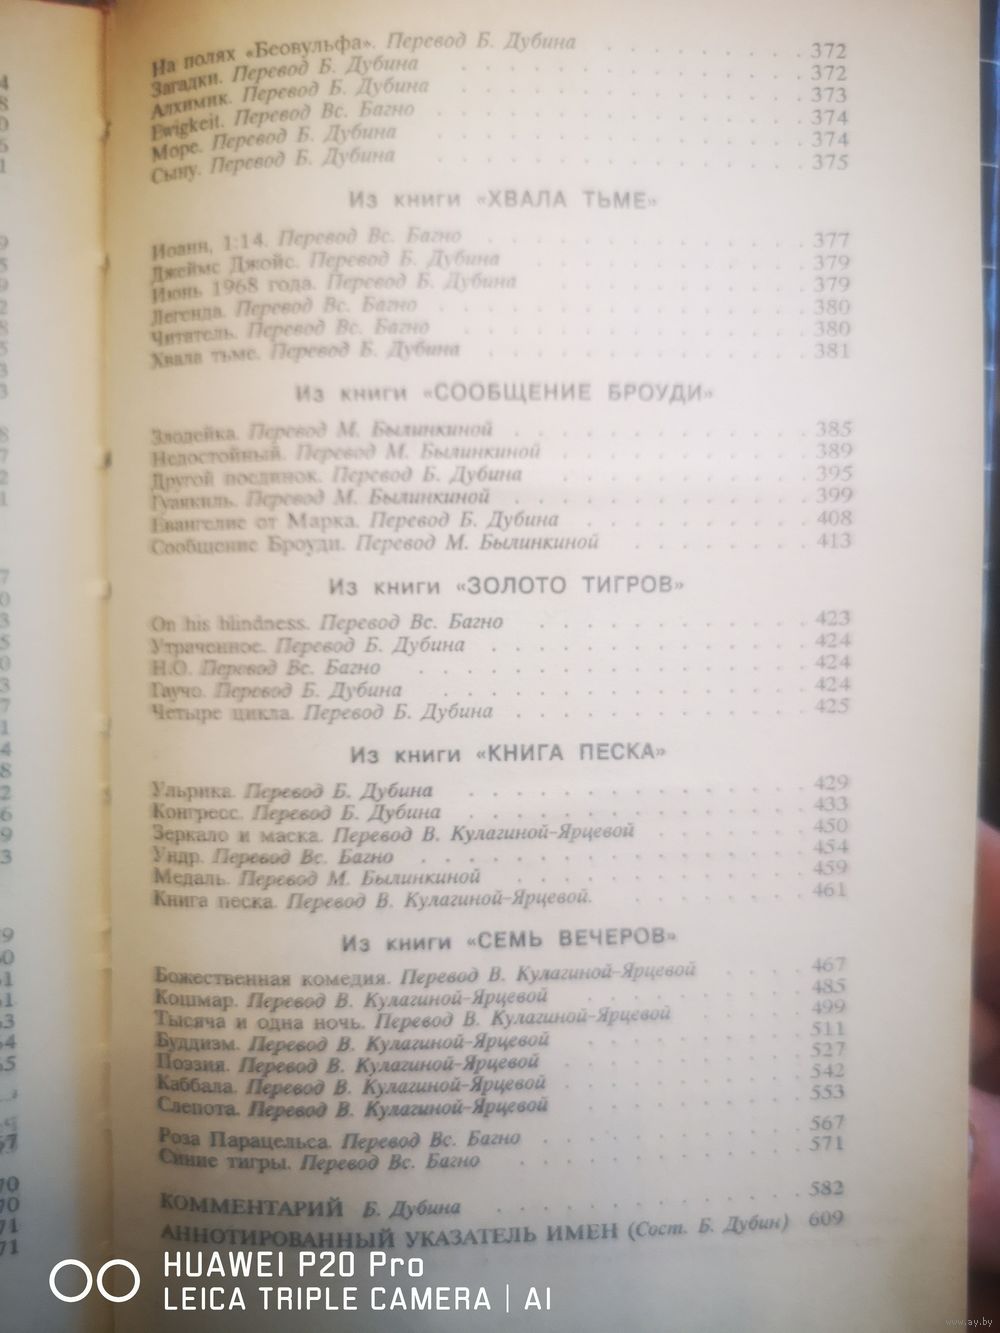 На полях «Беовульфа». Перевод Б. Дубина 372
Загадки. Перевод Б. Дубина 372
Алхимик. Перевод Б. Дубина 373
Ewigkeit. Перевод Вс. Багно 374
Море. Перевод Б. Дубина 374
Сыну. Перевод Б. Дубина 375
Из книги «ХВАЛА ТЬМЕ»
Иоанн, 1:14. Перевод Вс. Багно 377
Джеймс Джойс. Перевод Б. Дубина 379
Июнь 1968 года. Перевод Б. Дубина 379
Легенда. Перевод Вс. Багно 380
Читатель. Перевод Вс. Багно 380
Хвала тьме. Перевод Б. Дубина 381
Из книги «СООБЩЕНИЕ БРОУДИ»
Злодейка. Перевод М. Былинкиной 385
Недостойный. Перевод М. Былинкиной 389
Другой поединок. Перевод Б. Дубина 395
Гуаякиль. Перевод М. Былинкиной 399
Евангелие от Марка. Перевод Б. Дубина 408
Сообщение Броуди. Перевод М. Былинкиной 413
Из книги «ЗОЛОТО ТИГРОВ»
On his blindness. Перевод Вс. Багно 423
Утраченное. Перевод Б. Дубина 424
Н.О. Перевод Вс. Багно 424
Гаучо. Перевод Б. Дубина 424
Четыре цикла. Перевод Б. Дубина 425
Из книги «КНИГА ПЕСКА»
Ульрика. Перевод Б. Дубина 429
Конгресс. Перевод Б. Дубина 433
Зеркало и маска. Перевод В. Кулагиной-Ярцевой 450
Ундр. Перевод Вс. Багно 454
Медаль. Перевод М. Былинкиной 459
Книга песка. Перевод В. Кулагиной-Ярцевой. 461
Из книги «СЕМЬ ВЕЧЕРОВ»
Божественная комедия. Перевод В. Кулагиной-Ярцевой 467
Кошмар. Перевод В. Кулагиной-Ярцевой 485
Тысяча и одна ночь. Перевод В. Кулагиной-Ярцевой 499
Буддизм. Перевод В. Кулагиной-Ярцевой 511
Поэзия. Перевод В. Кулагиной-Ярцевой 527
Каббала. Перевод В. Кулагиной-Ярцевой 542
Слепота. Перевод В. Кулагиной-Ярцевой 553
Роза Парацельса. Перевод Вс. Багно 567
Синие тигры. Перевод Вс. Багно 571
КОММЕНТАРИЙ Б. Дубина 582
АННОТИРОВАННЫЙ УКАЗАТЕЛЬ ИМЕН (Сост. Б. Дубин) 609
HUAWEI P20 Pro
LEICA TRIPLE CAMERA | AI
www.ay.by